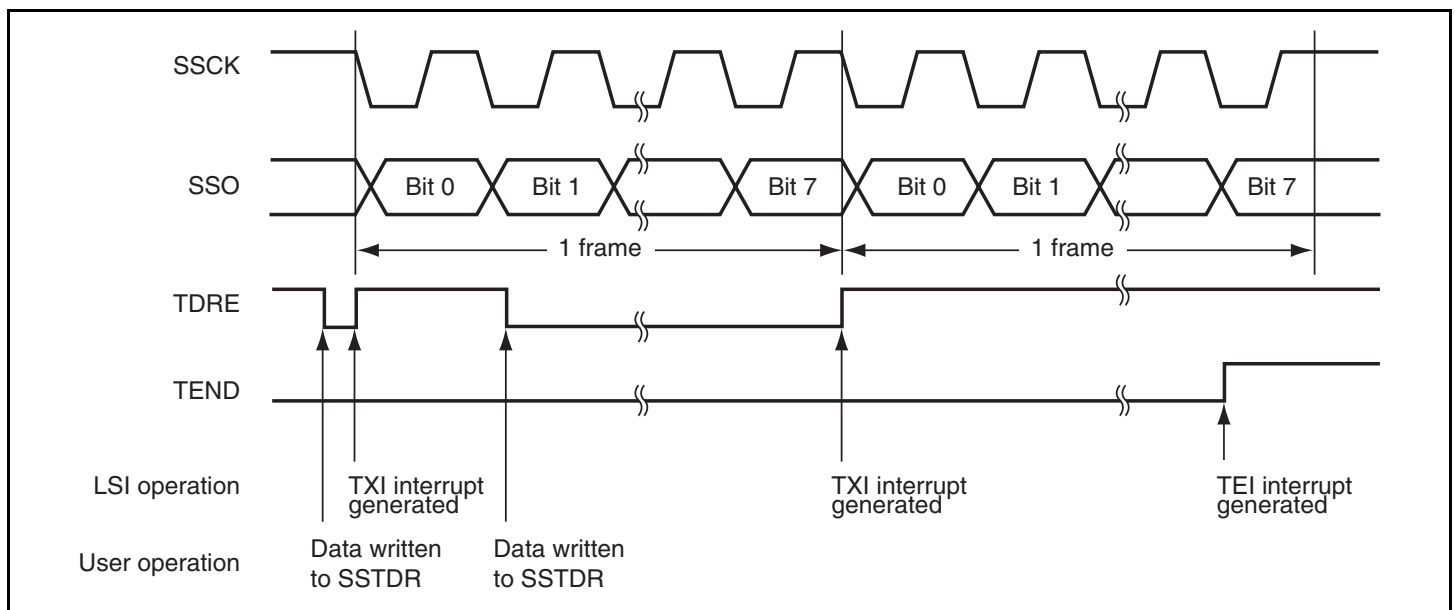 SSCK
SSO
Bit 0
Bit 1
Bit 7
Bit 0
Bit 1
Bit 7
1 frame
1 frame
TDRE
TEND
LSI operation
TXI interrupt
generated
TXI interrupt
generated
TEI interrupt
generated
User operation
Data written
to SSTDR
Data written
to SSTDR